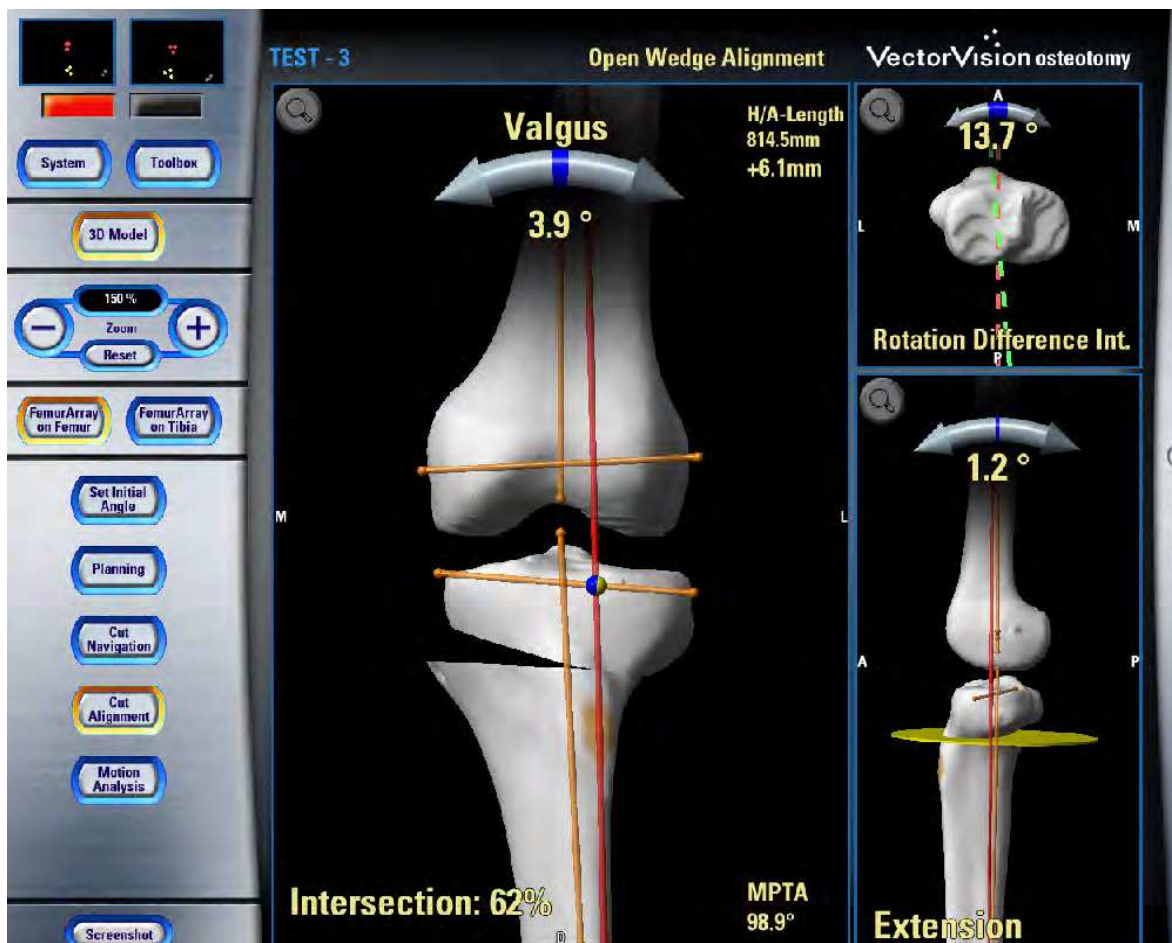 TEST - 3
Open Wedge Alignment
VectorVision osteotomy
System
Toolbox
3D Model
150 %
Zoom
Reset
FemurArray
on Femur
FemurArray
on Tibia
Set Initial
Angle
Planning
Cut
Navigation
Cut
Alignment
Motion
Analysis
Screenshot
Valgus
3.9 °
H/A-Length
814.5mm
+6.1mm
M
L
Intersection: 62%
MPTA
98.9°
D
A
13.7 °
L
M
Rotation Difference Int.
P
1.2 °
A
P
Extension